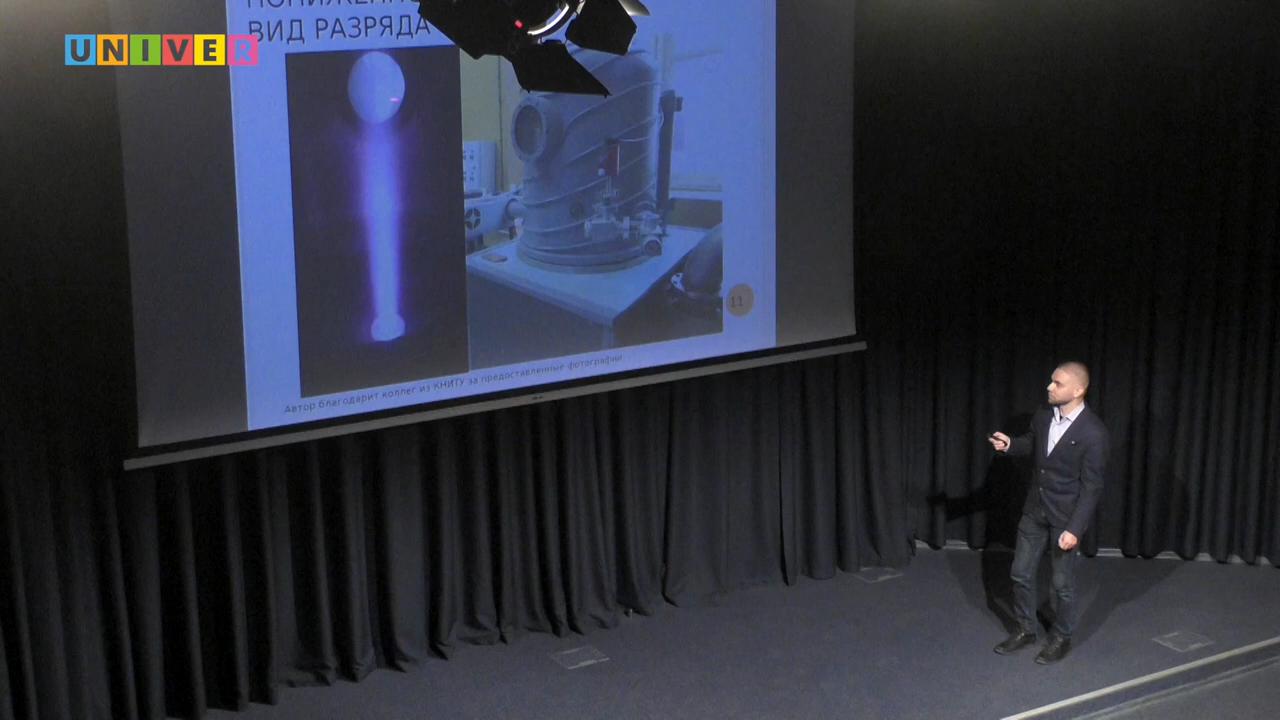 UNIVER
ВИД РАЗРЯДА
11
Автор благодарит коллег из КНИТУ за предоставленные фотографии